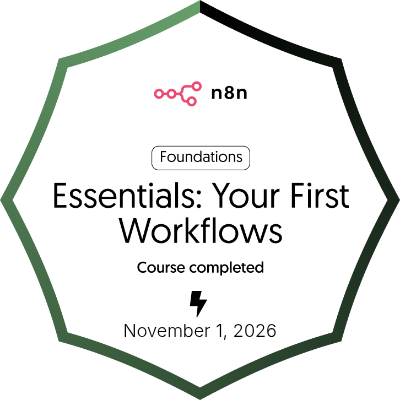 n8n
Foundations
Essentials: Your First
Workflows
Course completed
November 1, 2026